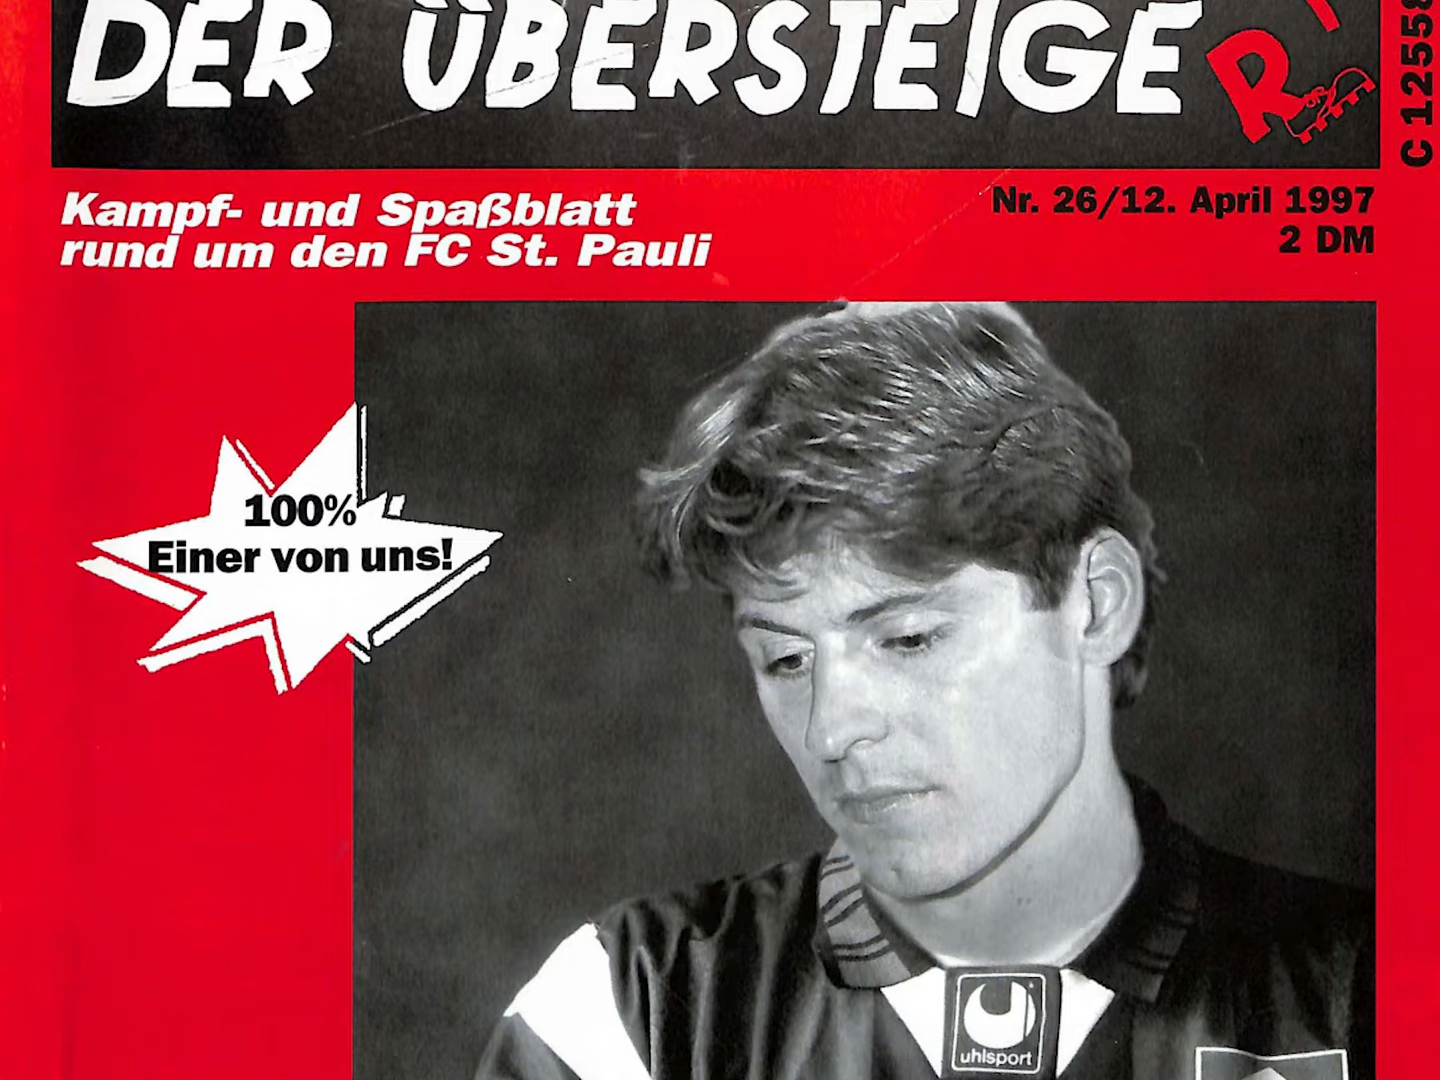 DER ÜBERSTEIGER
Kampf- und Spaßblatt
rund um den FC St. Pauli
Nr. 26/12. April 1997
2 DM
C 12558
100%
Einer von uns!
uhlsport